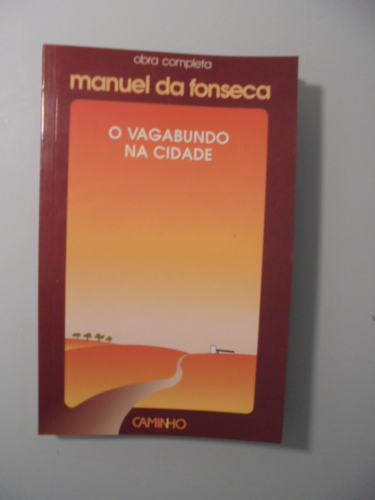 obra completa
manuel da fonseca
O VAGABUNDO
NA CIDADE
CAMINHO